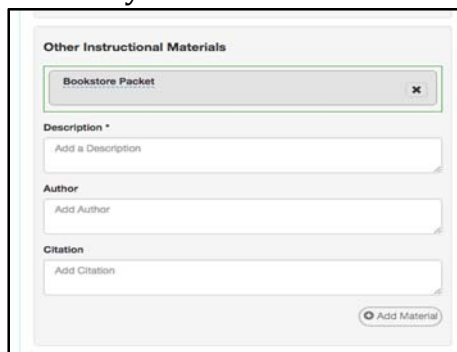 Other Instructional Materials
Bookstore Packet
Description *
Add a Description
Author
Add Author
Citation
Add Citation
Add Material